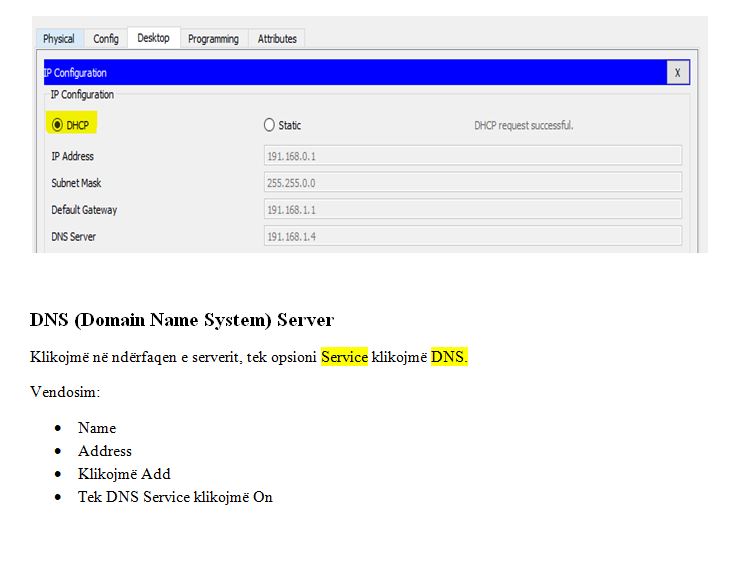 Physical Config Desktop Programming Attributes
IP Configuration X
IP Configuration
DHCP Static DHCP request successful.
IP Address 191.168.0.1
Subnet Mask 255.255.0.0
Default Gateway 191.168.1.1
DNS Server 191.168.1.4
DNS (Domain Name System) Server
Klikojmë në ndërfaqen e serverit, tek opsioni Service klikojmë DNS.
Vendosim:
• Name
• Address
• Klikojmë Add
• Tek DNS Service klikojmë On